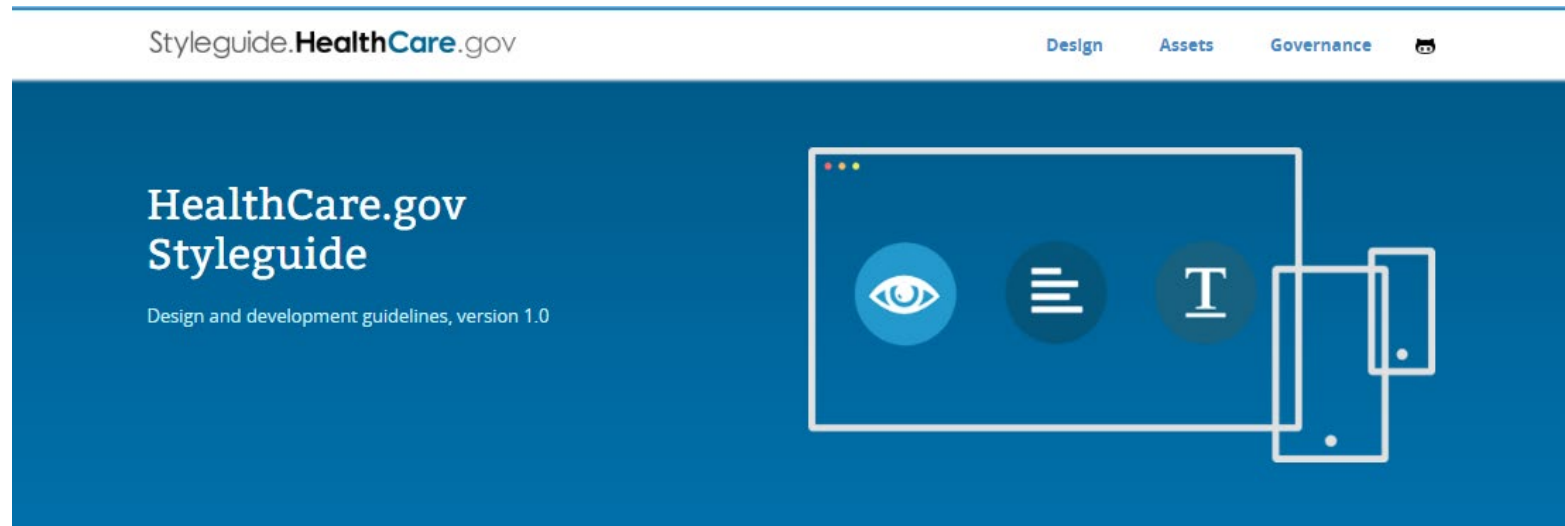 Styleguide.HealthCare.gov
Design Assets Governance
HealthCare.gov
Styleguide
Design and development guidelines, version 1.0
T